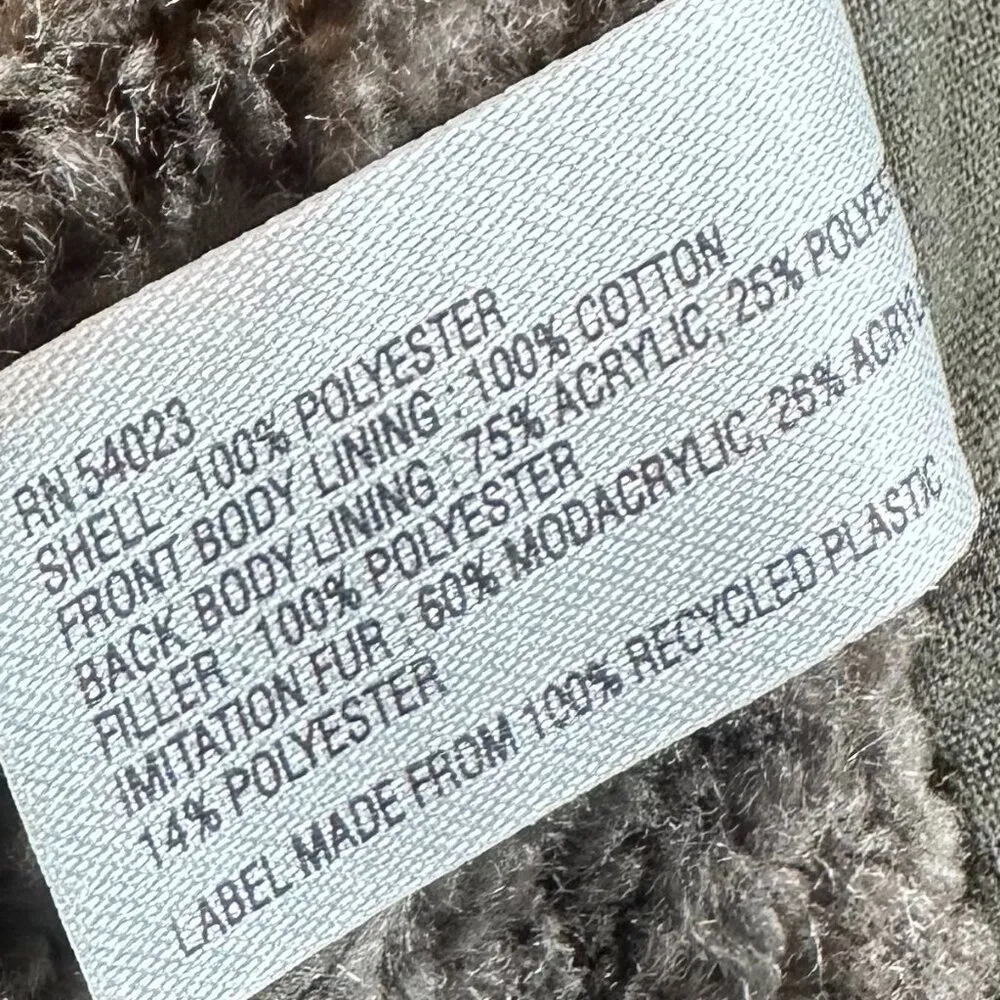 RN 54023
SHELL : 100% POLYESTER
FRONT BODY LINING : 100% COTTON
BACK BODY LINING : 75% ACRYLIC, 25% POLYE
FILLER : 100% POLYESTER
IMITATION FUR : 60% MODACRYLIC, 26% ACRYL
14% POLYESTER
LABEL MADE FROM 100% RECYCLED PLASTIC